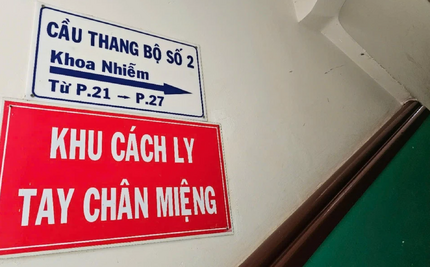 CẦU THANG BỘ SỐ 2
Khoa Nhiễm
Từ P.21 → P.27
KHU CÁCH LY
TAY CHÂN MIỆNG